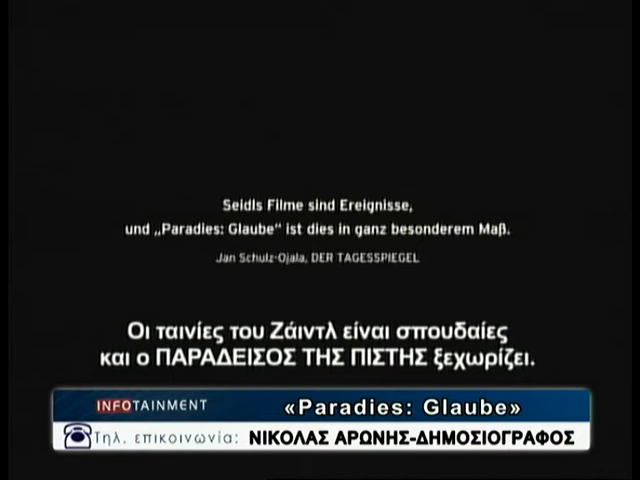 Seidls Filme sind Ereignisse,
und „Paradies: Glaube“ ist dies in ganz besonderem Maß.
Jan Schulz-Ojala, DER TAGESSPIEGEL
Οι ταινίες του Ζάιντλ είναι σπουδαίες
και ο ΠΑΡΑΔΕΙΣΟΣ ΤΗΣ ΠΙΣΤΗΣ ξεχωρίζει.
INFOTAINMENT «Paradies: Glaube»
Τηλ. επικοινωνία: ΝΙΚΟΛΑΣ ΑΡΩΝΗΣ-ΔΗΜΟΣΙΟΓΡΑΦΟΣ